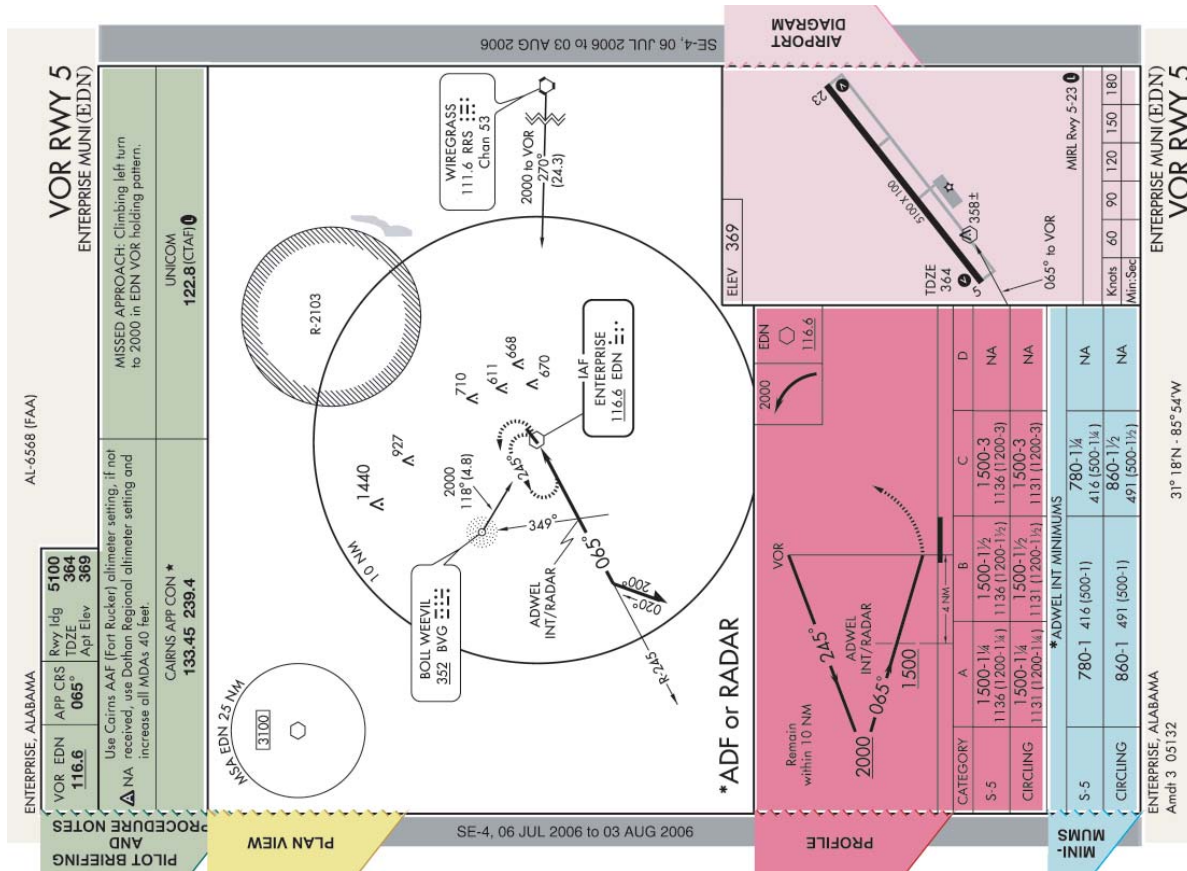 ENTERPRISE, ALABAMA
AL-6568 (FAA)
VOR RWY 5
ENTERPRISE MUNI(EDN)
VOR EDN
116.6
APP CRS
065°
Rwy ldg 5100
TDZE 364
Apt Elev 369
A NA
Use Cairns AAF (Fort Rucker) altimeter setting, if not
received, use Dothan Regional altimeter setting and
increase all MDAs 40 feet.
MISSED APPROACH: Climbing left turn
to 2000 in EDN VOR holding pattern.
CAIRNS APP CON *
133.45 239.4
UNICOM
122.8(CTAF) L
PILOT BRIEFING
AND
PROCEDURE NOTES
PLAN VIEW
SE-4, 06 JUL 2006 to 03 AUG 2006
SE-4, 06 JUL 2006 to 03 AUG 2006
MSA EDN 25 NM
3100
R-2103
10 NM
1440
927
710
611
668
670
BOLL WEEVIL
352 BVG
2000
118° (4.8)
245°
349°
ADWEL
INT/RADAR
065°
020°
200°
R-245
IAF
ENTERPRISE
116.6 EDN
WIREGRASS
111.6 RRS
Chan 53
2000 to VOR
270°
(24.3)
*ADF or RADAR
PROFILE
Remain
within 10 NM
VOR
245°
2000
065°
ADWEL
INT/RADAR
1500
4 NM
2000
EDN
116.6
CATEGORY A B C D
S-5 1500-1¼ 1500-1½ 1500-3 NA
1136 (1200-1¼) 1136 (1200-1½) 1136 (1200-3)
CIRCLING 1500-1¼ 1500-1½ 1500-3 NA
1131 (1200-1¼) 1131 (1200-1½) 1131 (1200-3)
MINI-
MUMS
*ADWEL INT MINIMUMS
S-5 780-1 416 (500-1) 780-1¼ NA
416 (500-1¼)
CIRCLING 860-1 491 (500-1) 860-1½ NA
491 (500-1½)
AIRPORT
DIAGRAM
ELEV 369
23
V
5100 X 100
358±
TDZE
364
V
5
065° to VOR
MIRL Rwy 5-23 L
Knots 60 90 120 150 180
Min:Sec
ENTERPRISE, ALABAMA
Amdt 3 05132
31°18'N - 85°54'W
ENTERPRISE MUNI(EDN)
VOR RWY 5